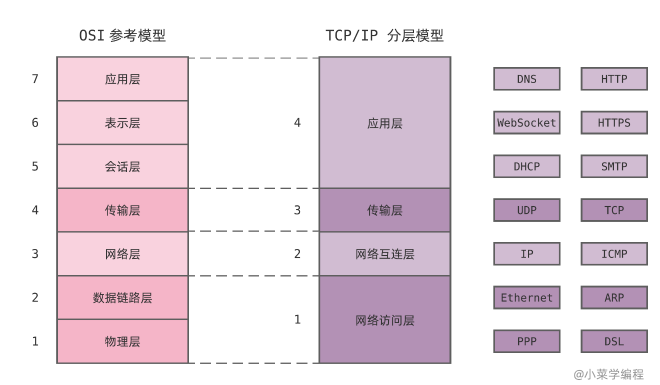 OSI 参考模型 TCP/IP 分层模型
7 应用层 DNS HTTP
6 表示层 4 应用层 WebSocket HTTPS
5 会话层 DHCP SMTP
4 传输层 3 传输层 UDP TCP
3 网络层 2 网络互连层 IP ICMP
2 数据链路层 Ethernet ARP
1 网络访问层
1 物理层 PPP DSL
@小菜学编程